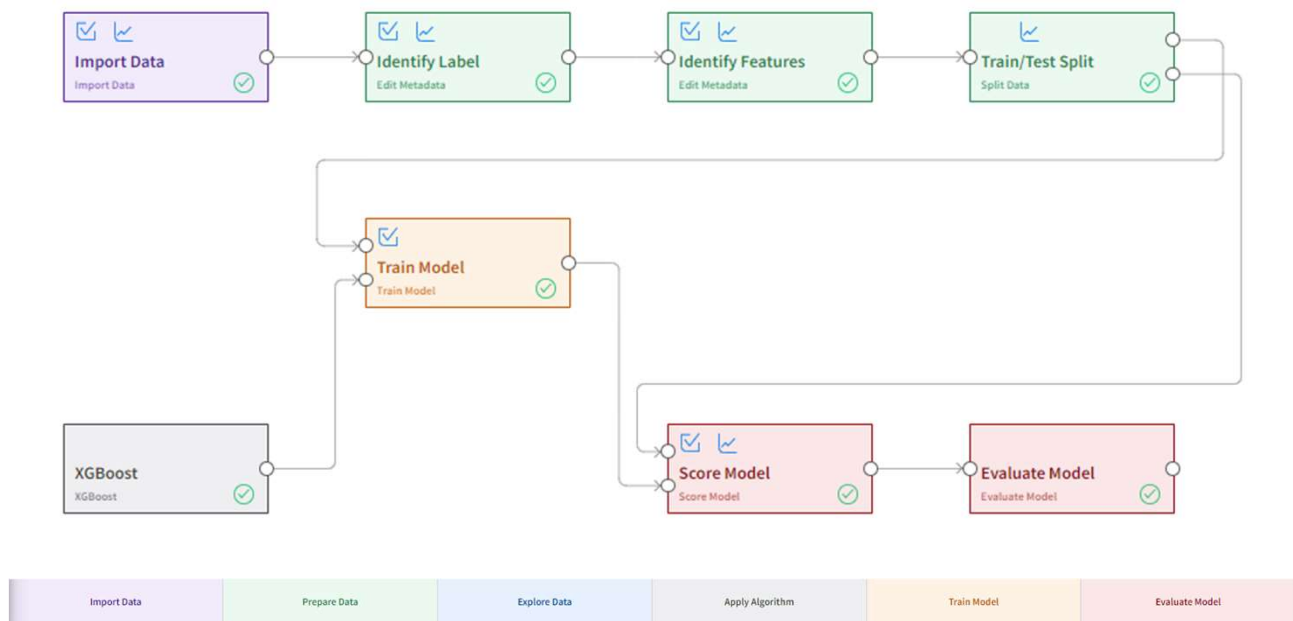 Import Data
Import Data
Identify Label
Edit Metadata
Identify Features
Edit Metadata
Train/Test Split
Split Data
Train Model
Train Model
XGBoost
XGBoost
Score Model
Score Model
Evaluate Model
Evaluate Model
Import Data
Prepare Data
Explore Data
Apply Algorithm
Train Model
Evaluate Model